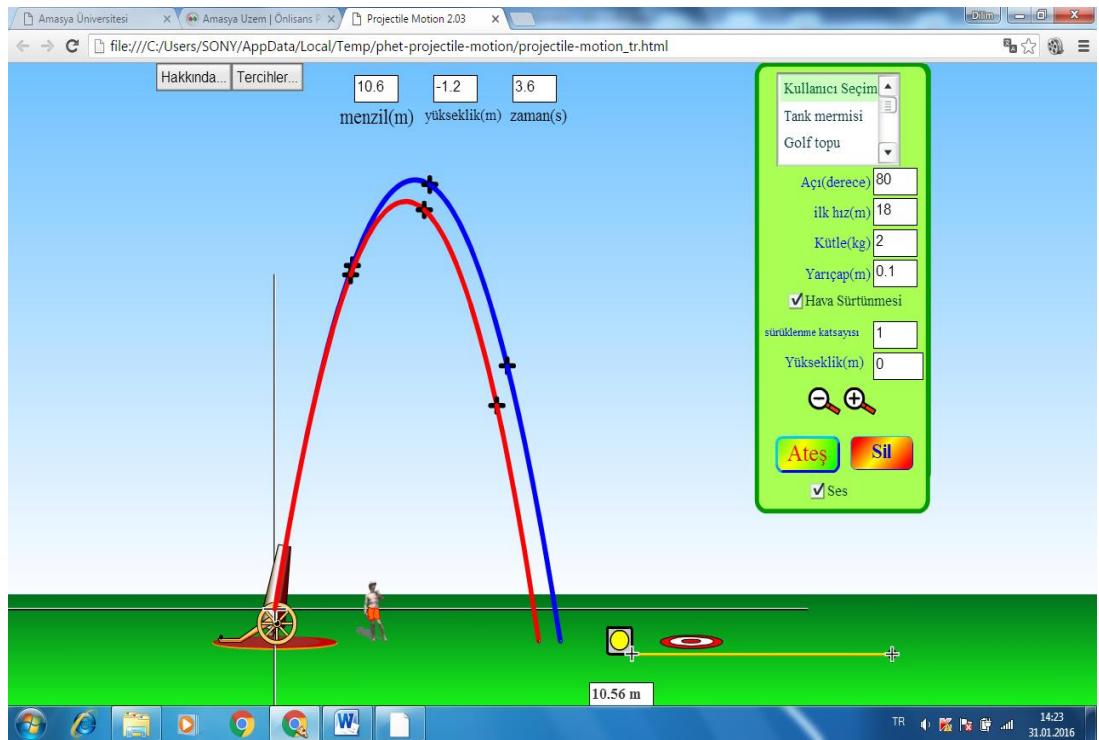 Amasya Üniversitesi
Amasya Uzem | Önlisans P
Projectile Motion 2.03
Dilim
file:///C:/Users/SONY/AppData/Local/Temp/phet-projectile-motion/projectile-motion_tr.html
Hakkında...
Tercihler...
10.6
-1.2
3.6
menzil(m)
yükseklik(m)
zaman(s)
Kullanıcı Seçim
Tank mermisi
Golf topu
Açı(derece) 80
ilk hız(m) 18
Kütle(kg) 2
Yarıçap(m) 0.1
Hava Sürtünmesi
sürüklenme katsayısı 1
Yükseklik(m) 0
Ateş
Sil
Ses
10.56 m
TR
14:23
31.01.2016